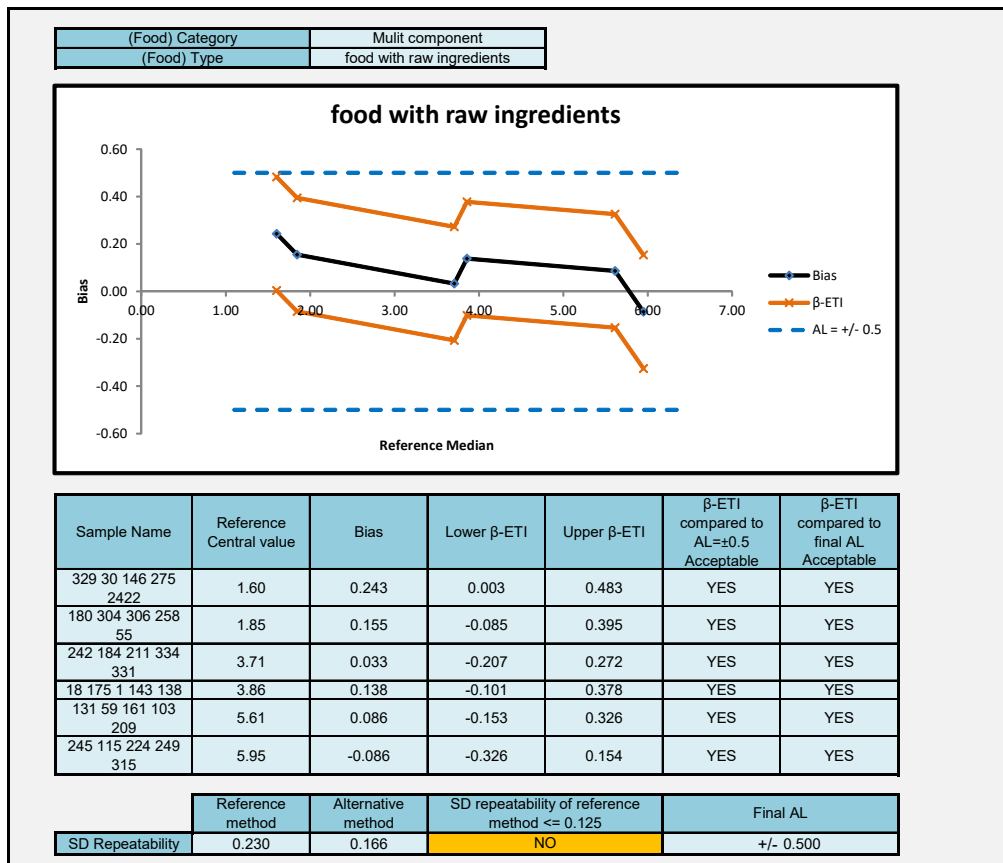 (Food) Category Mulit component
(Food) Type food with raw ingredients
food with raw ingredients
0.60
0.40
0.20
0.00
-0.20
-0.40
-0.60
0.00 1.00 2.00 3.00 4.00 5.00 6.00 7.00
Bias
Reference Median
Bias
β-ETI
AL = +/- 0.5
Sample Name Reference Central value Bias Lower β-ETI Upper β-ETI β-ETI compared to AL=±0.5 Acceptable β-ETI compared to final AL Acceptable
329 30 146 275 2422 1.60 0.243 0.003 0.483 YES YES
180 304 306 258 55 1.85 0.155 -0.085 0.395 YES YES
242 184 211 334 331 3.71 0.033 -0.207 0.272 YES YES
18 175 1 143 138 3.86 0.138 -0.101 0.378 YES YES
131 59 161 103 209 5.61 0.086 -0.153 0.326 YES YES
245 115 224 249 315 5.95 -0.086 -0.326 0.154 YES YES
Reference method Alternative method SD repeatability of reference method <= 0.125 Final AL
SD Repeatability 0.230 0.166 NO +/- 0.500